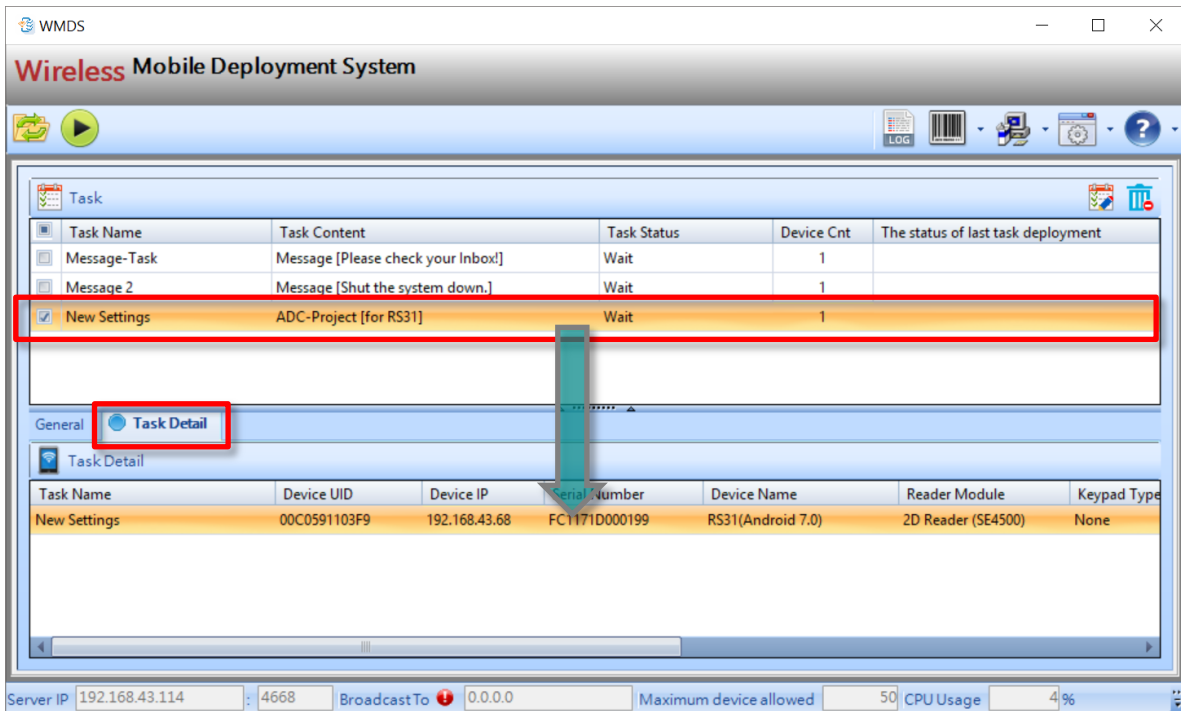 WMDS
Wireless Mobile Deployment System
LOG
?
Task
Task Name Task Content Task Status Device Cnt The status of last task deployment
Message-Task Message [Please check your Inbox!] Wait 1
Message 2 Message [Shut the system down.] Wait 1
New Settings ADC-Project [for RS31] Wait 1
General Task Detail
Task Detail
Task Name Device UID Device IP Serial Number Device Name Reader Module Keypad Type
New Settings 00C0591103F9 192.168.43.68 FC1171D000199 RS31(Android 7.0) 2D Reader (SE4500) None
Server IP 192.168.43.114 : 4668 BroadcastTo 0.0.0.0 Maximum device allowed 50 CPU Usage 4 %